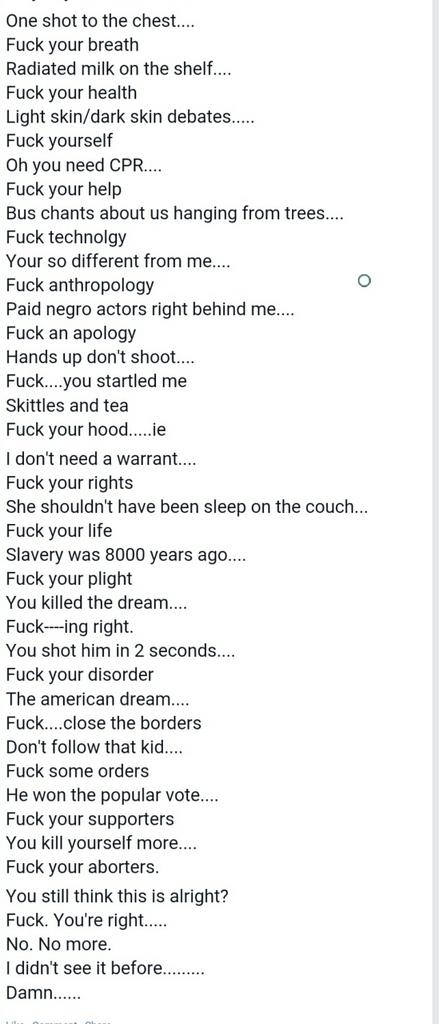 One shot to the chest....
Fuck your breath
Radiated milk on the shelf....
Fuck your health
Light skin/dark skin debates.....
Fuck yourself
Oh you need CPR....
Fuck your help
Bus chants about us hanging from trees....
Fuck technolgy
Your so different from me....
Fuck anthropology
Paid negro actors right behind me....
Fuck an apology
Hands up don't shoot....
Fuck....you startled me
Skittles and tea
Fuck your hood.....ie
I don't need a warrant....
Fuck your rights
She shouldn't have been sleep on the couch...
Fuck your life
Slavery was 8000 years ago....
Fuck your plight
You killed the dream....
Fuck----ing right.
You shot him in 2 seconds....
Fuck your disorder
The american dream....
Fuck....close the borders
Don't follow that kid....
Fuck some orders
He won the popular vote....
Fuck your supporters
You kill yourself more....
Fuck your aborters.
You still think this is alright?
Fuck. You're right.....
No. No more.
I didn't see it before.........
Damn......